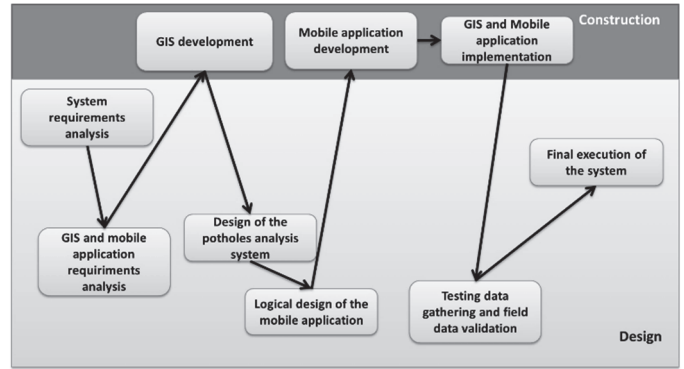 Construction
GIS development
Mobile application
development
GIS and Mobile
application
implementation
System
requirements
analysis
GIS and mobile
application
requiriments
analysis
Design of the
potholes analysis
system
Logical design of the
mobile application
Testing data
gathering and field
data validation
Final execution of
the system
Design